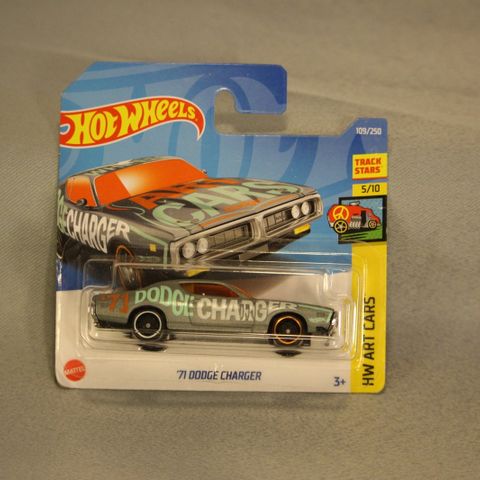 HOT WHEELS
109/250
TRACK
STARS
5/10
ART
CARS
DODGE
CHARGER
'71 DODGE CHARGER
HW ART CARS
MATTEL
'71 DODGE CHARGER
3+